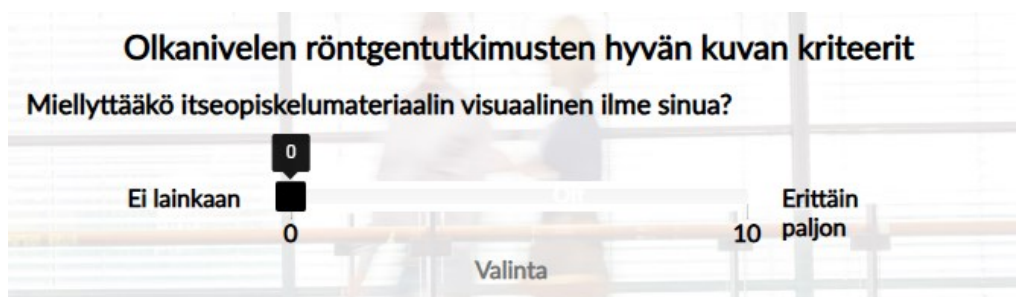 Olkanivelen röntgentutkimusten hyvän kuvan kriteerit
Miellyttääkö itseopiskelumateriaalin visuaalinen ilme sinua?
0
Ei lainkaan
Erittäin
paljon
0
10
Valinta